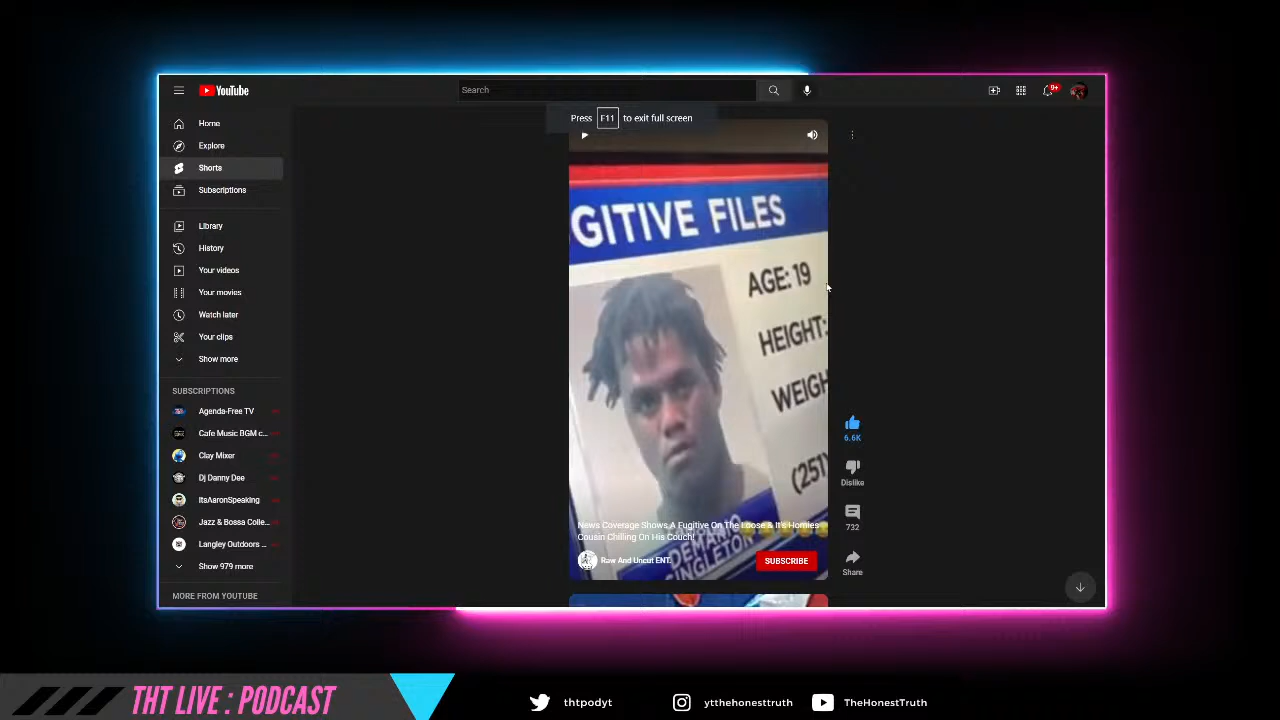 YouTube
Search
9+
Press F11 to exit full screen
Home
Explore
Shorts
Subscriptions
Library
History
Your videos
Your movies
Watch later
Your clips
Show more
SUBSCRIPTIONS
Agenda-Free TV
Cafe Music BGM c...
Clay Mixer
Dj Danny Dee
ItsAaronSpeaking
Jazz & Bossa Colle...
Langley Outdoors ...
Show 979 more
MORE FROM YOUTUBE
GITIVE FILES
AGE: 19
HEIGHT:
WEIGH
(251)
DEMANIO
SINGLETON
News Coverage Shows A Fugitive On The Loose & It's Homies
Cousin Chilling On His Couch!
Raw And Uncut ENT.
SUBSCRIBE
6.6K
Dislike
732
Share
THT LIVE : PODCAST
thtpodyt
ytthehonesttruth
TheHonestTruth